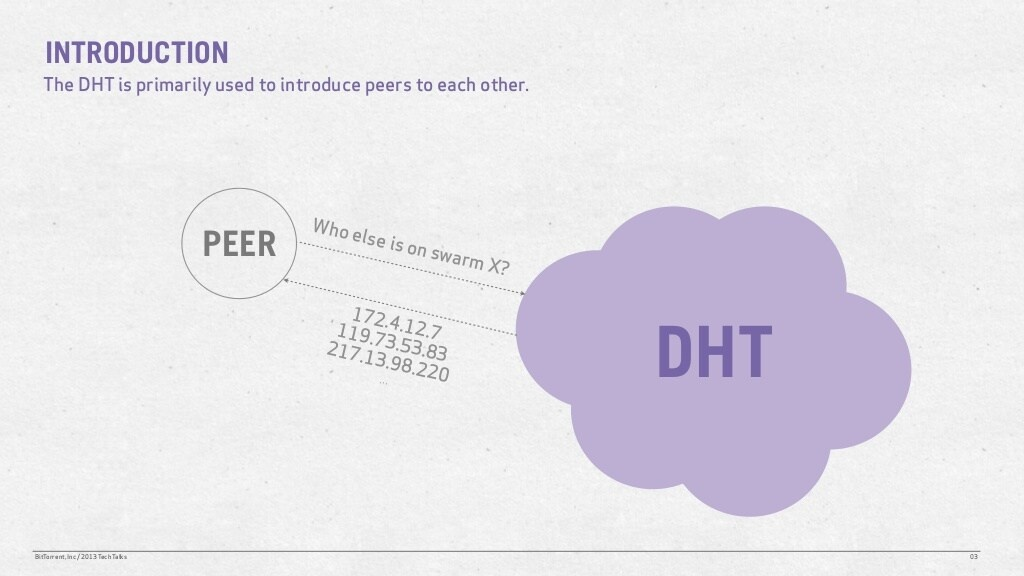 INTRODUCTION
The DHT is primarily used to introduce peers to each other.
PEER
Who else is on swarm X?
172.4.12.7
119.73.53.83
217.13.98.220
...
DHT
BitTorrent, Inc / 2013 Tech Talks
03